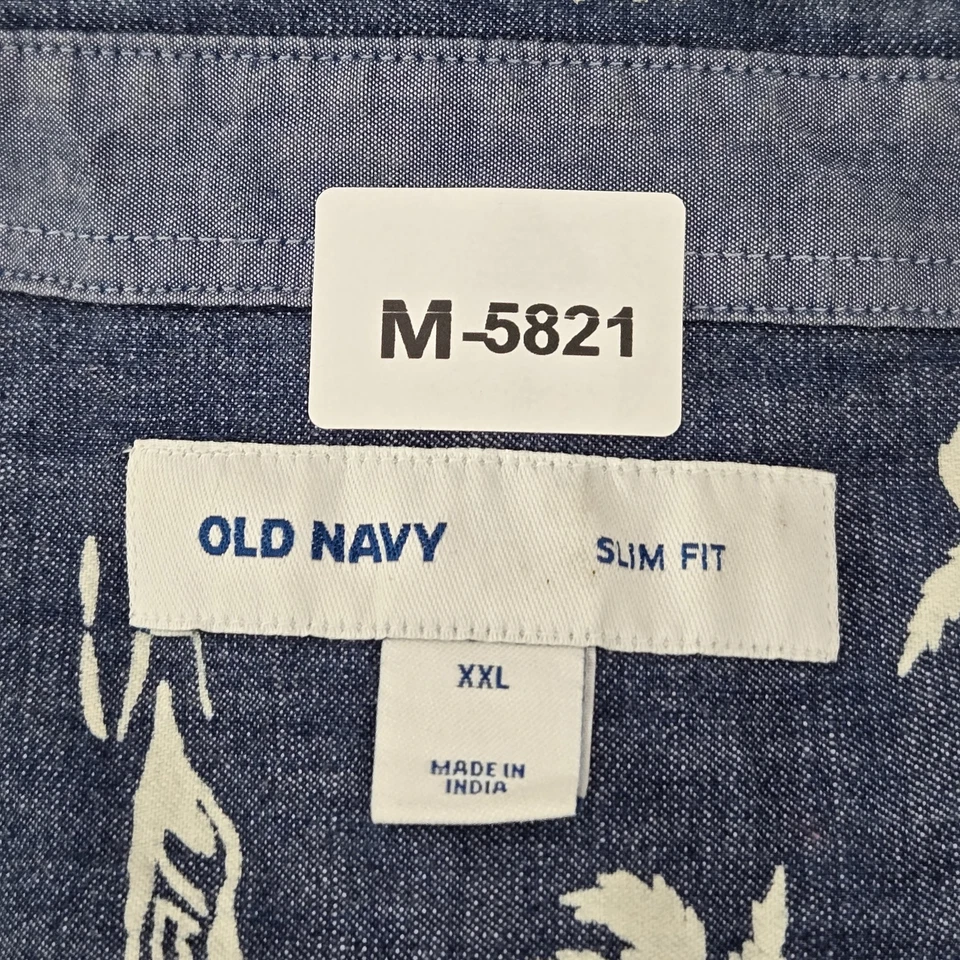 M-5821
OLD NAVY SLIM FIT
XXL
MADE IN
INDIA